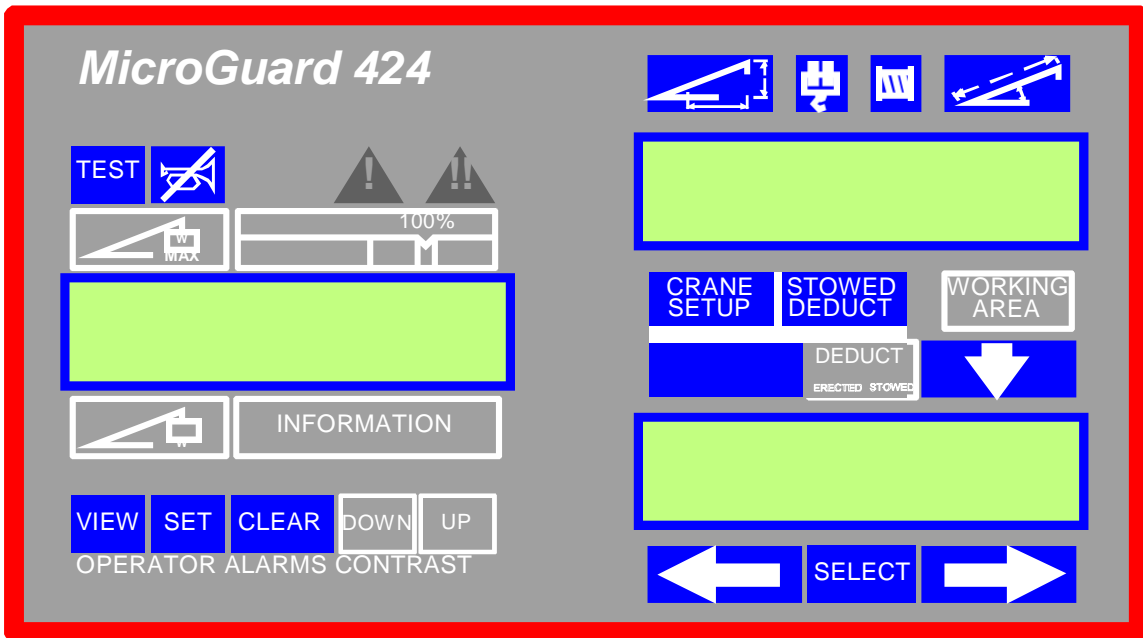 MicroGuard 424
TEST
! !!
100%
W
MAX
W
INFORMATION
VIEW SET CLEAR DOWN UP
OPERATOR ALARMS CONTRAST
CRANE
SETUP
STOWED
DEDUCT
WORKING
AREA
DEDUCT
ERECTIED STOWED
SELECT